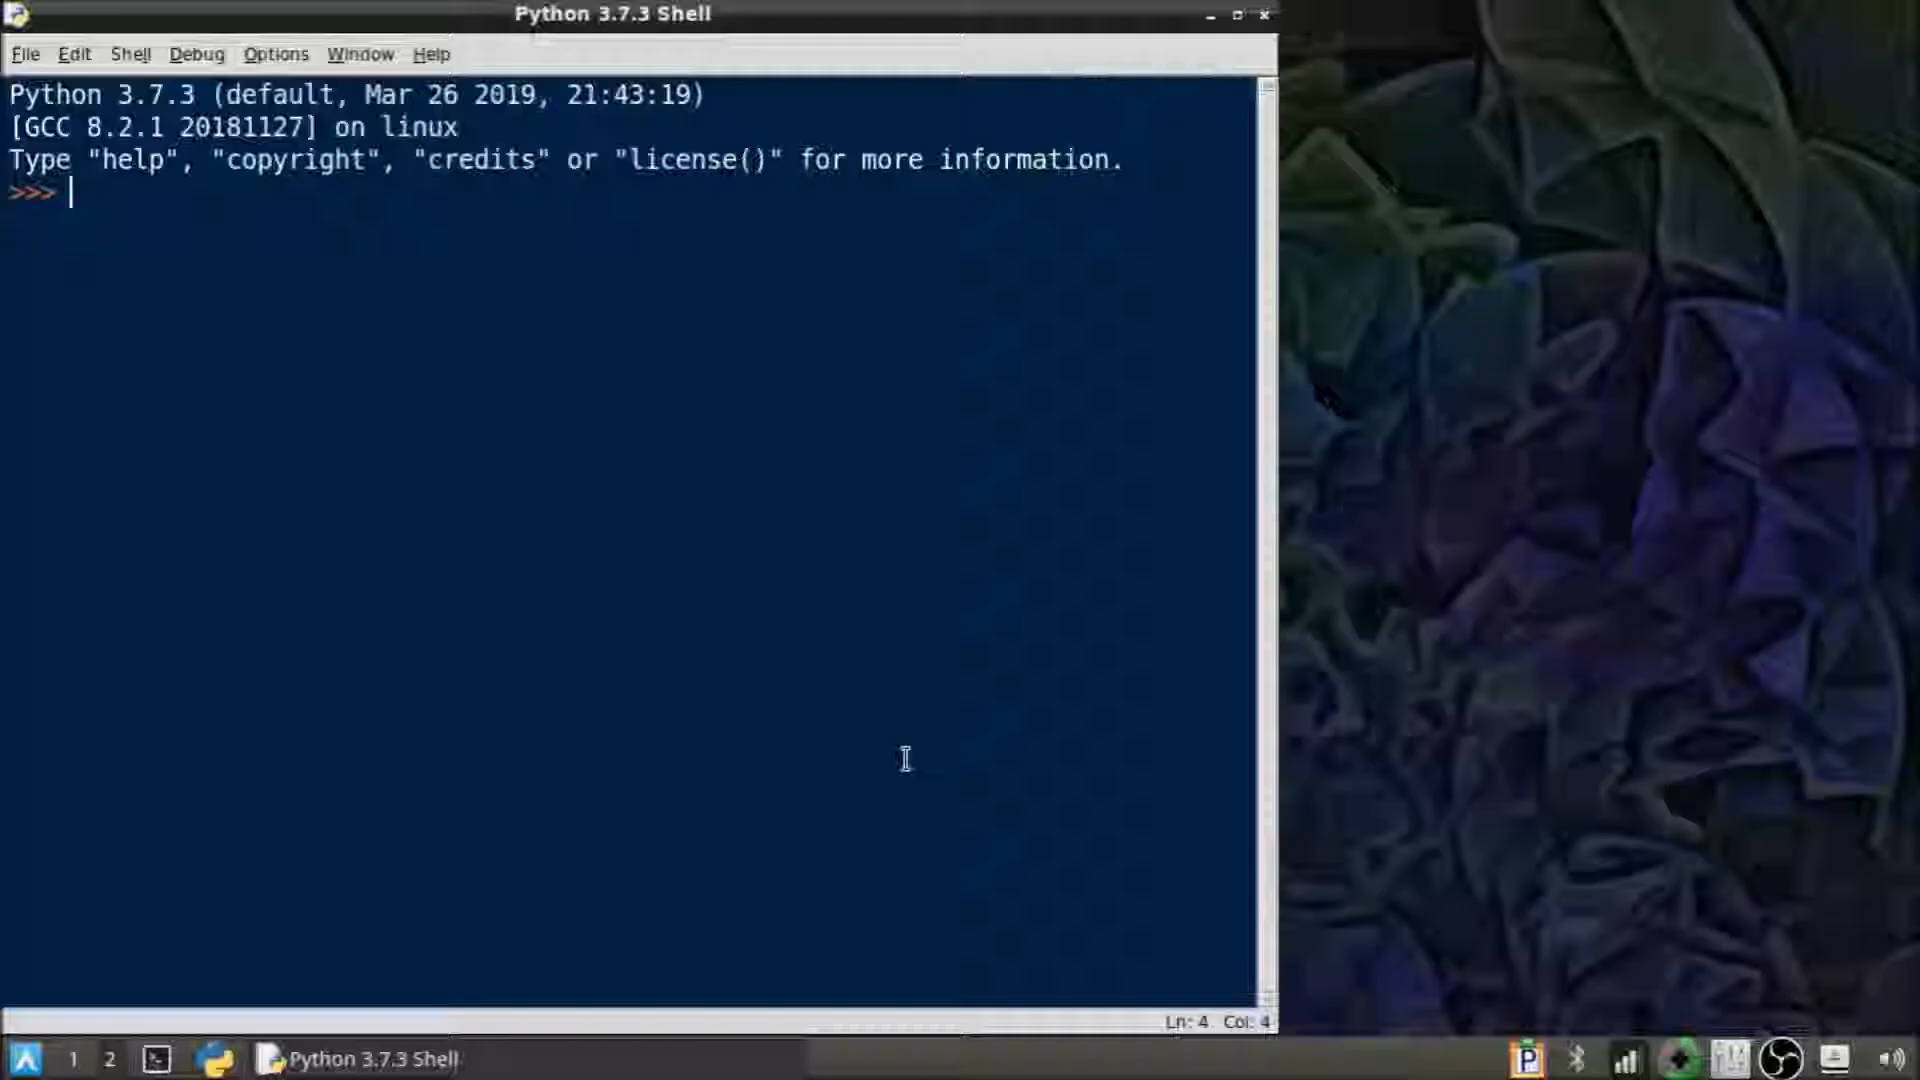 Python 3.7.3 Shell
File Edit Shell Debug Options Window Help
Python 3.7.3 (default, Mar 26 2019, 21:43:19)
[GCC 8.2.1 20181127] on linux
Type "help", "copyright", "credits" or "license()" for more information.
>>>
Ln: 4 Col: 4
1 2 Python 3.7.3 Shell
P